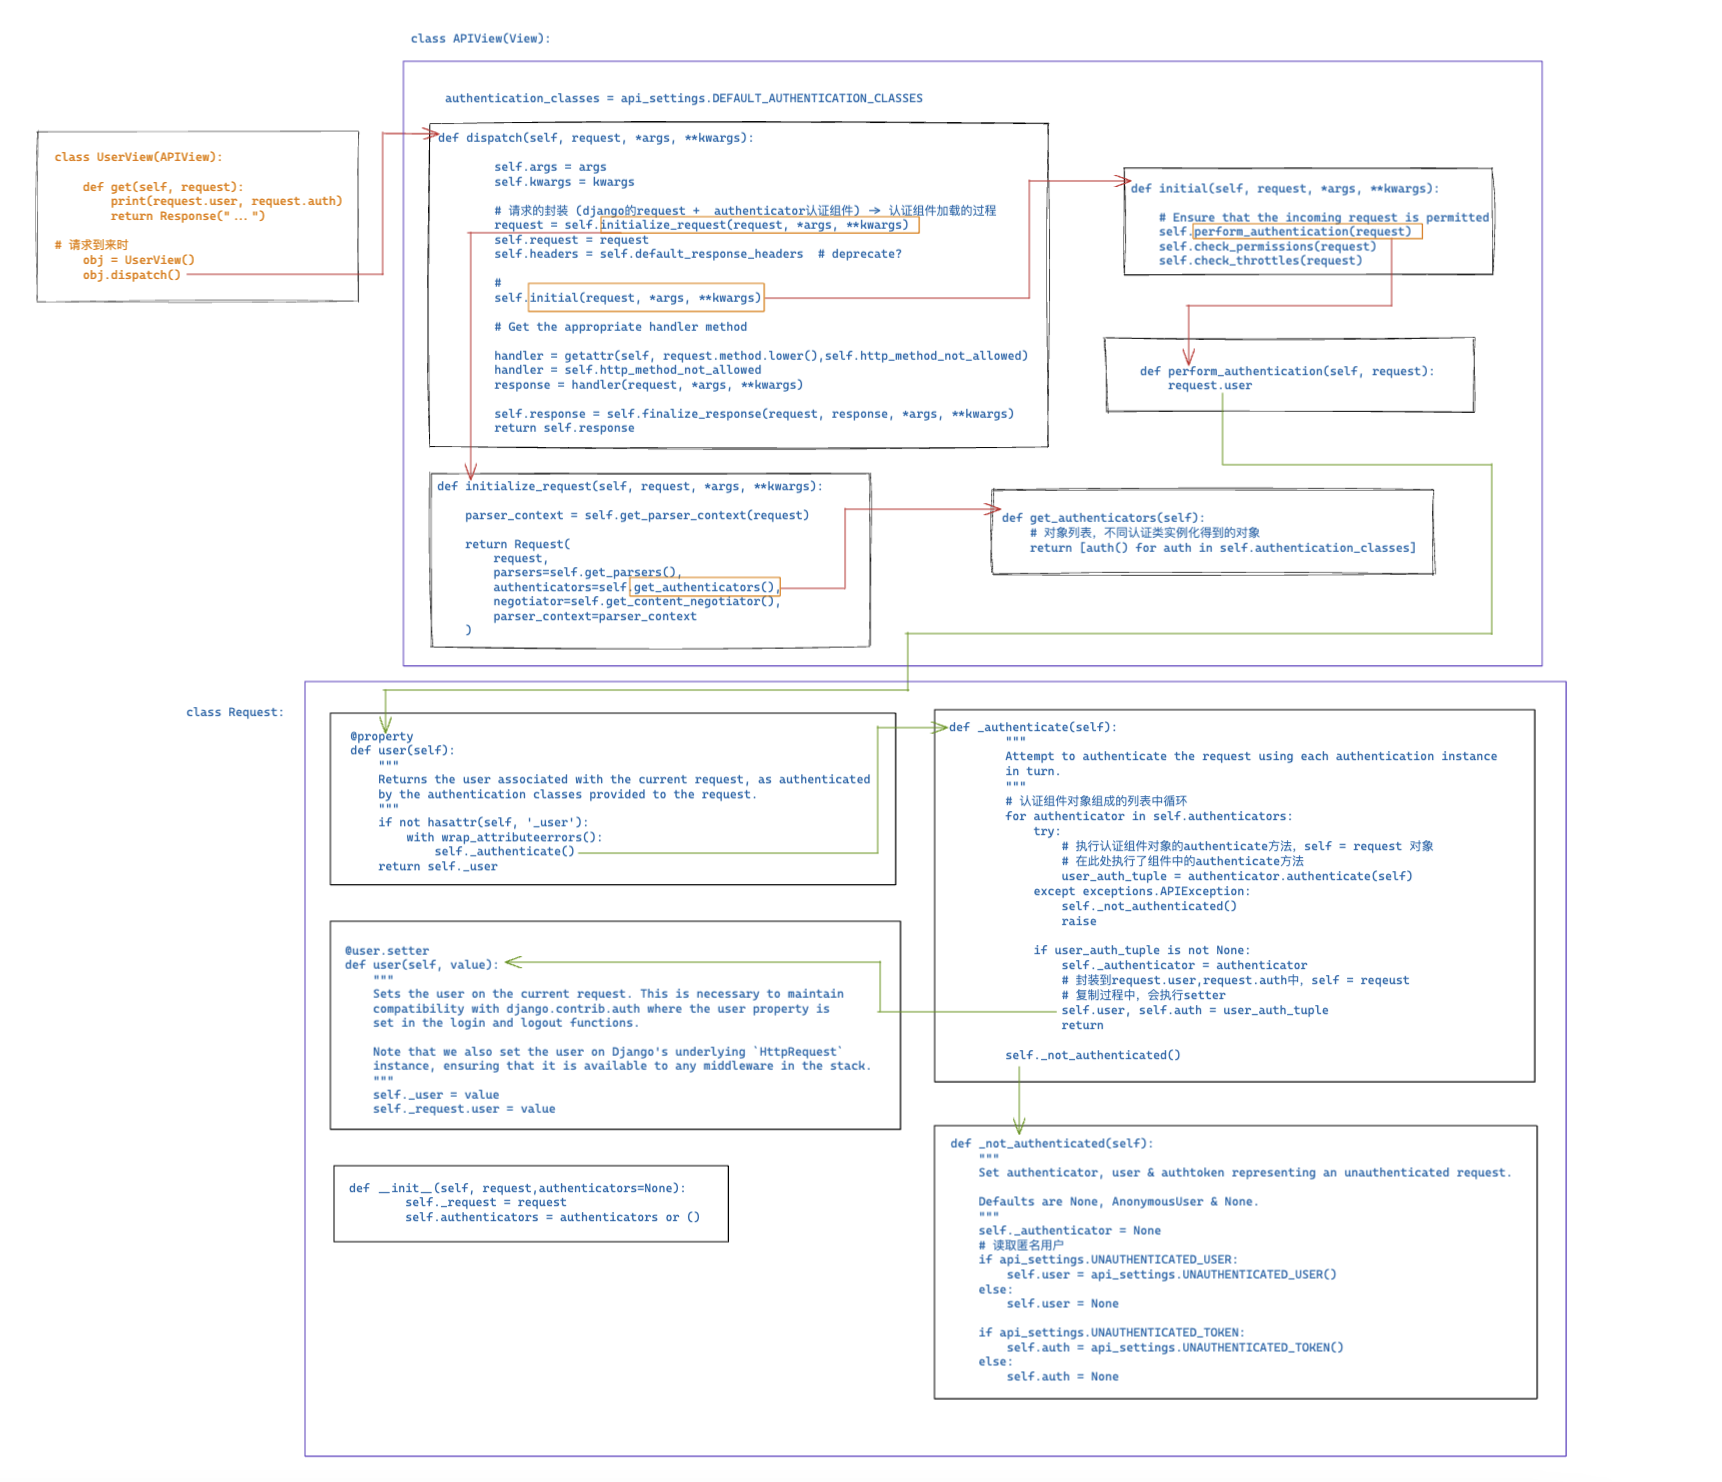 class APIView(View):
authentication_classes = api_settings.DEFAULT_AUTHENTICATION_CLASSES
class UserView(APIView):
def get(self, request):
print(request.user, request.auth)
return Response("...")
# 请求到来时
obj = UserView()
obj.dispatch()
def dispatch(self, request, *args, **kwargs):
self.args = args
self.kwargs = kwargs
# 请求的封装 (django的request + authenticator认证组件) -> 认证组件加载的过程
request = self.initialize_request(request, *args, **kwargs)
self.request = request
self.headers = self.default_response_headers  # deprecate?
#
self.initial(request, *args, **kwargs)
# Get the appropriate handler method
handler = getattr(self, request.method.lower(),self.http_method_not_allowed)
handler = self.http_method_not_allowed
response = handler(request, *args, **kwargs)
self.response = self.finalize_response(request, response, *args, **kwargs)
return self.response
def initial(self, request, *args, **kwargs):
# Ensure that the incoming request is permitted
self.perform_authentication(request)
self.check_permissions(request)
self.check_throttles(request)
def perform_authentication(self, request):
request.user
def initialize_request(self, request, *args, **kwargs):
parser_context = self.get_parser_context(request)
return Request(
request,
parsers=self.get_parsers(),
authenticators=self.get_authenticators(),
negotiator=self.get_content_negotiator(),
parser_context=parser_context
)
def get_authenticators(self):
# 对象列表，不同认证类实例化得到的对象
return [auth() for auth in self.authentication_classes]
class Request:
@property
def user(self):
"""
Returns the user associated with the current request, as authenticated
by the authentication classes provided to the request.
"""
if not hasattr(self, '_user'):
with wrap_attributeerrors():
self._authenticate()
return self._user
def _authenticate(self):
"""
Attempt to authenticate the request using each authentication instance
in turn.
"""
# 认证组件对象组成的列表中循环
for authenticator in self.authenticators:
try:
# 执行认证组件对象的authenticate方法，self = request 对象
# 在此处执行了组件中的authenticate方法
user_auth_tuple = authenticator.authenticate(self)
except exceptions.APIException:
self._not_authenticated()
raise
if user_auth_tuple is not None:
self._authenticator = authenticator
# 封装到request.user,request.auth中，self = reqeust
# 复制过程中，会执行setter
self.user, self.auth = user_auth_tuple
return
self._not_authenticated()
@user.setter
def user(self, value):
"""
Sets the user on the current request. This is necessary to maintain
compatibility with django.contrib.auth where the user property is
set in the login and logout functions.
Note that we also set the user on Django's underlying `HttpRequest`
instance, ensuring that it is available to any middleware in the stack.
"""
self._user = value
self._request.user = value
def __init__(self, request,authenticators=None):
self._request = request
self.authenticators = authenticators or ()
def _not_authenticated(self):
"""
Set authenticator, user & authtoken representing an unauthenticated request.
Defaults are None, AnonymousUser & None.
"""
self._authenticator = None
# 读取匿名用户
if api_settings.UNAUTHENTICATED_USER:
self.user = api_settings.UNAUTHENTICATED_USER()
else:
self.user = None
if api_settings.UNAUTHENTICATED_TOKEN:
self.auth = api_settings.UNAUTHENTICATED_TOKEN()
else:
self.auth = None